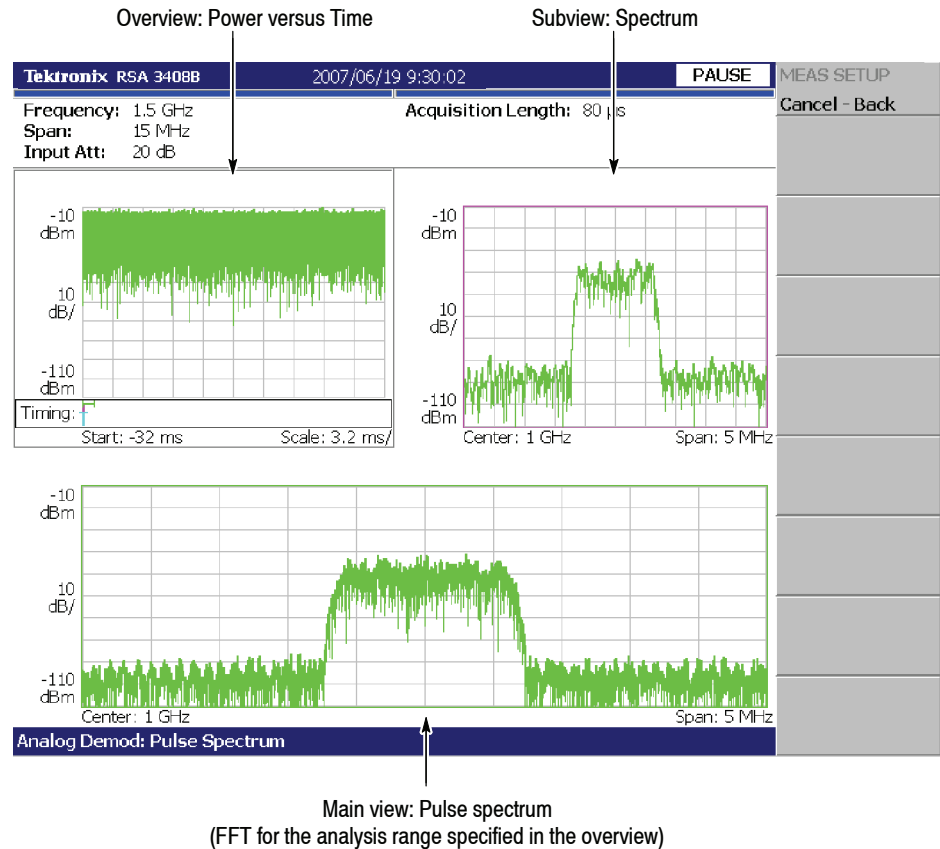 Overview: Power versus Time
Subview: Spectrum
Tektronix RSA 3408B 2007/06/19 9:30:02 PAUSE
MEAS SETUP
Cancel - Back
Frequency: 1.5 GHz
Acquisition Length: 80 µs
Span: 15 MHz
Input Att: 20 dB
-10
dBm
10
dB/
-110
dBm
Timing:
Start: -32 ms
Scale: 3.2 ms/
-10
dBm
10
dB/
-110
dBm
Center: 1 GHz
Span: 5 MHz
-10
dBm
10
dB/
-110
dBm
Center: 1 GHz
Span: 5 MHz
Analog Demod: Pulse Spectrum
Main view: Pulse spectrum
(FFT for the analysis range specified in the overview)